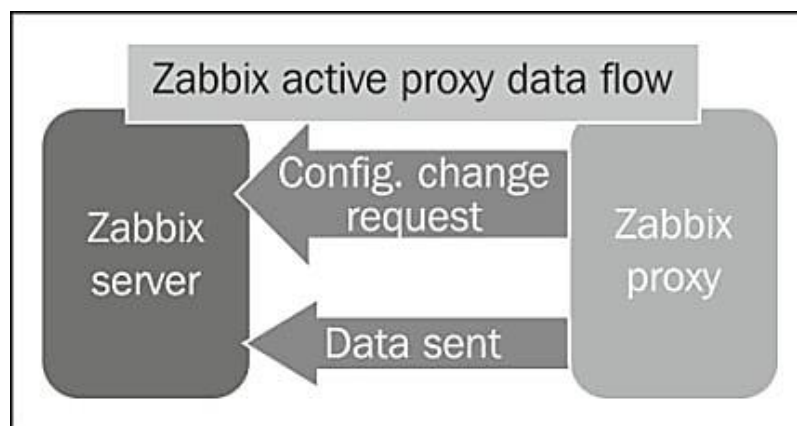 Zabbix active proxy data flow
Zabbix
server
Config. change
request
Data sent
Zabbix
proxy